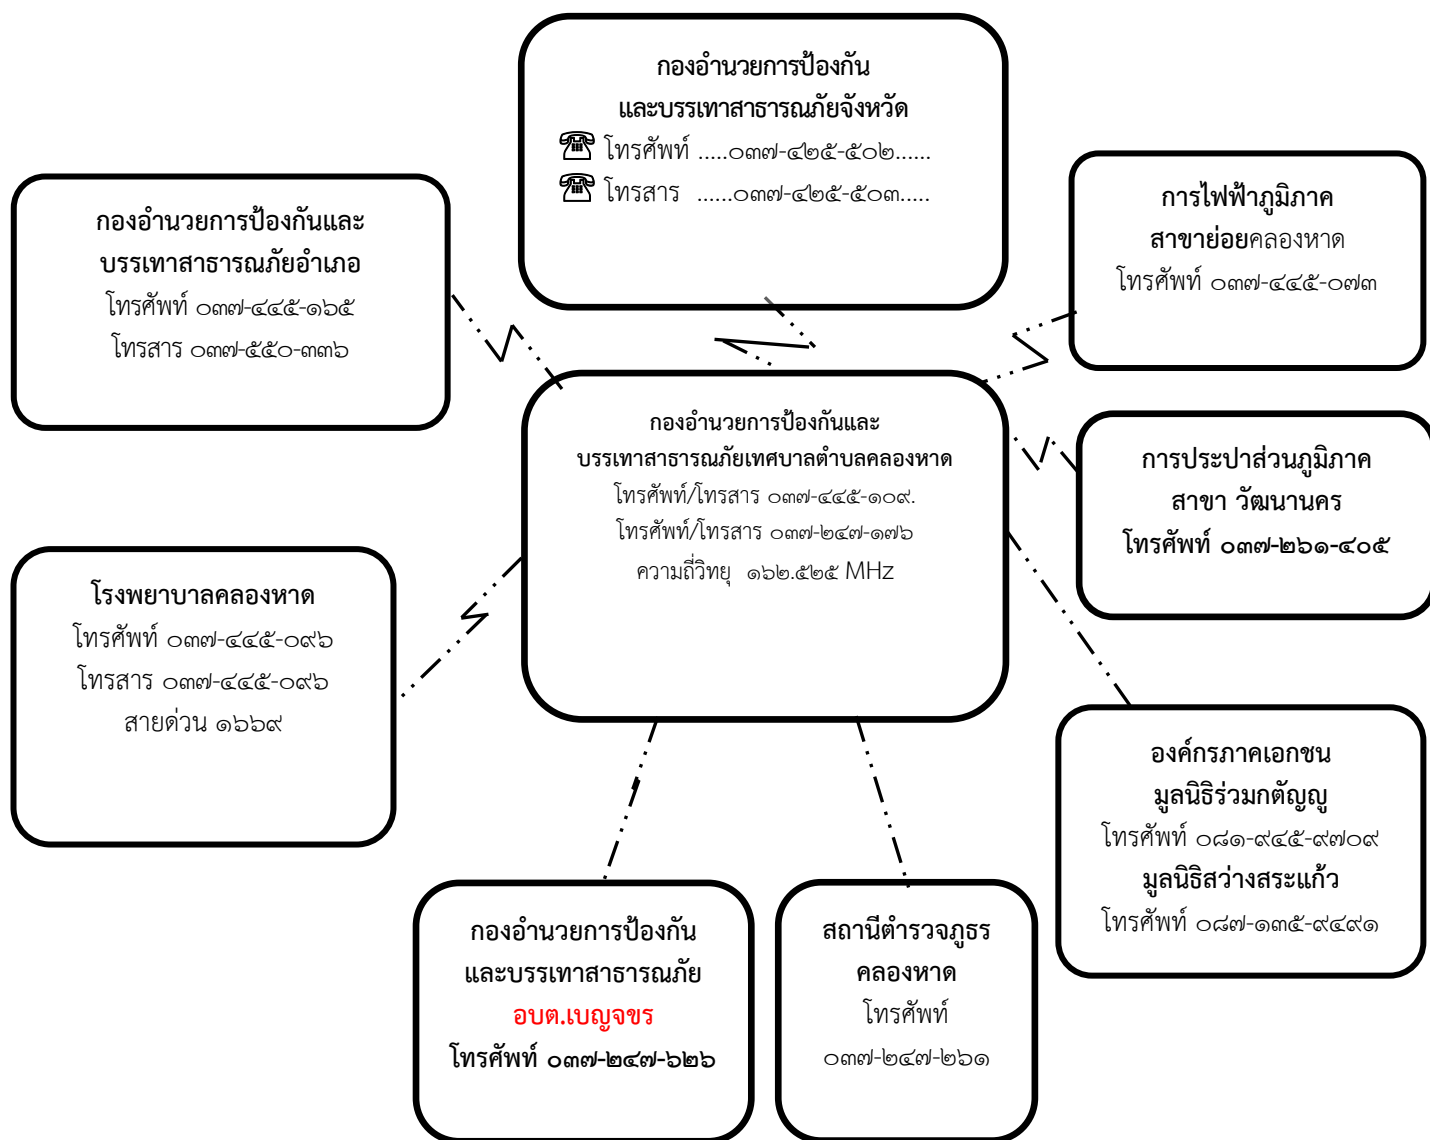 กองอำนวยการป้องกัน
และบรรเทาสาธารณภัยจังหวัด
โทรศัพท์ .....๐๓๗-๔๒๕-๕๐๒......
โทรสาร ......๐๓๗-๔๒๕-๕๐๓.....
กองอำนวยการป้องกันและ
บรรเทาสาธารณภัยอำเภอ
โทรศัพท์ ๐๓๗-๔๔๕-๑๖๕
โทรสาร ๐๓๗-๕๕๐-๓๓๖
การไฟฟ้าภูมิภาค
สาขาย่อยคลองหาด
โทรศัพท์ ๐๓๗-๔๔๕-๐๗๓
กองอำนวยการป้องกันและ
บรรเทาสาธารณภัยเทศบาลตำบลคลองหาด
โทรศัพท์/โทรสาร ๐๓๗-๔๔๕-๑๐๙.
โทรศัพท์/โทรสาร ๐๓๗-๒๔๗-๑๗๖
ความถี่วิทยุ ๑๖๒.๕๒๕ MHz
การประปาส่วนภูมิภาค
สาขา วัฒนานคร
โทรศัพท์ ๐๓๗-๒๖๑-๔๐๕
โรงพยาบาลคลองหาด
โทรศัพท์ ๐๓๗-๔๔๕-๐๙๖
โทรสาร ๐๓๗-๔๔๕-๐๙๖
สายด่วน ๑๖๖๙
องค์กรภาคเอกชน
มูลนิธิร่วมกตัญญู
โทรศัพท์ ๐๘๑-๙๔๕-๙๗๐๙
มูลนิธิสว่างสระแก้ว
โทรศัพท์ ๐๘๗-๑๓๕-๙๔๙๑
กองอำนวยการป้องกัน
และบรรเทาสาธารณภัย
อบต.เบญจขร
โทรศัพท์ ๐๓๗-๒๔๗-๖๒๖
สถานีตำรวจภูธร
คลองหาด
โทรศัพท์
๐๓๗-๒๔๗-๒๖๑